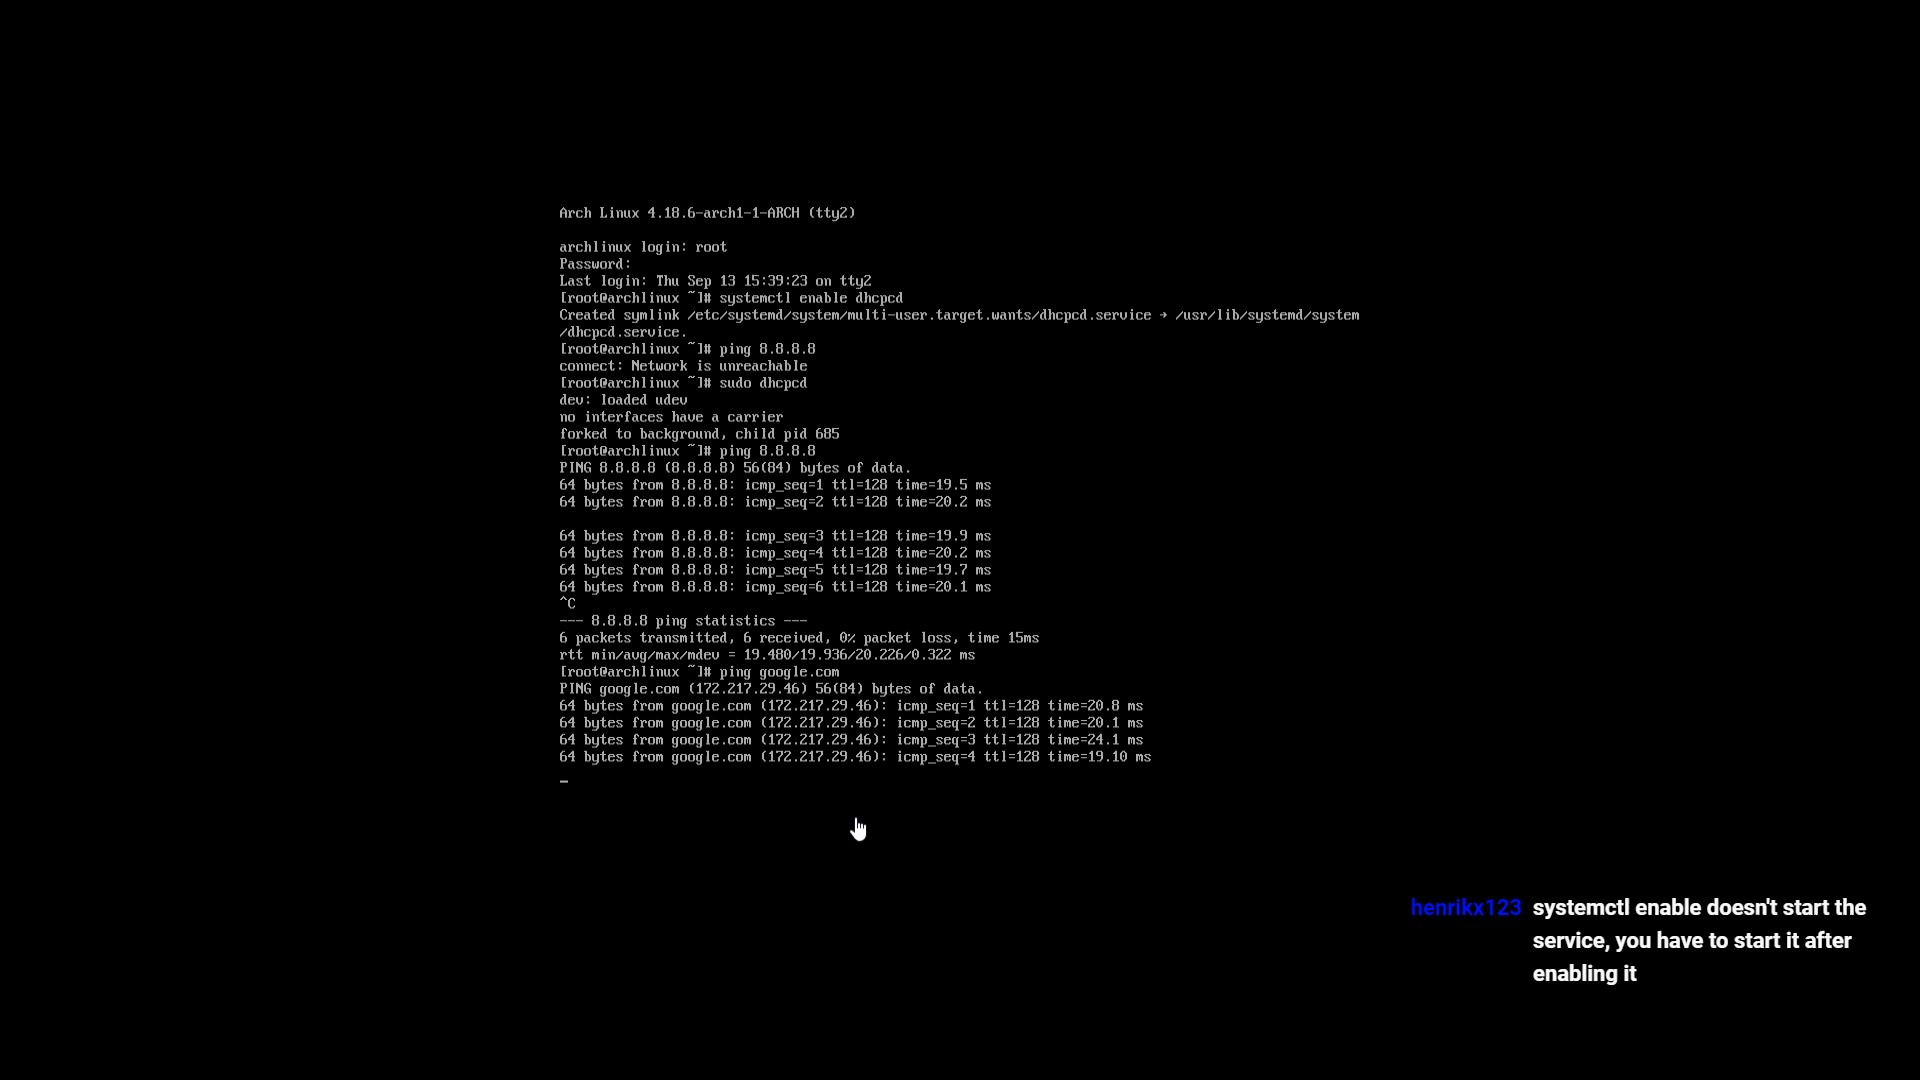 Arch Linux 4.18.6-arch1-1-ARCH (tty2)
archlinux login: root
Password:
Last login: Thu Sep 13 15:39:23 on tty2
[root@archlinux ~]# systemctl enable dhcpcd
Created symlink /etc/systemd/system/multi-user.target.wants/dhcpcd.service → /usr/lib/systemd/system
/dhcpcd.service.
[root@archlinux ~]# ping 8.8.8.8
connect: Network is unreachable
[root@archlinux ~]# sudo dhcpcd
dev: loaded udev
no interfaces have a carrier
forked to background, child pid 685
[root@archlinux ~]# ping 8.8.8.8
PING 8.8.8.8 (8.8.8.8) 56(84) bytes of data.
64 bytes from 8.8.8.8: icmp_seq=1 ttl=128 time=19.5 ms
64 bytes from 8.8.8.8: icmp_seq=2 ttl=128 time=20.2 ms
64 bytes from 8.8.8.8: icmp_seq=3 ttl=128 time=19.9 ms
64 bytes from 8.8.8.8: icmp_seq=4 ttl=128 time=20.2 ms
64 bytes from 8.8.8.8: icmp_seq=5 ttl=128 time=19.7 ms
64 bytes from 8.8.8.8: icmp_seq=6 ttl=128 time=20.1 ms
^C
--- 8.8.8.8 ping statistics ---
6 packets transmitted, 6 received, 0% packet loss, time 15ms
rtt min/avg/max/mdev = 19.480/19.936/20.226/0.322 ms
[root@archlinux ~]# ping google.com
PING google.com (172.217.29.46) 56(84) bytes of data.
64 bytes from google.com (172.217.29.46): icmp_seq=1 ttl=128 time=20.8 ms
64 bytes from google.com (172.217.29.46): icmp_seq=2 ttl=128 time=20.1 ms
64 bytes from google.com (172.217.29.46): icmp_seq=3 ttl=128 time=24.1 ms
64 bytes from google.com (172.217.29.46): icmp_seq=4 ttl=128 time=19.10 ms
henrikx123 systemctl enable doesn't start the
service, you have to start it after
enabling it